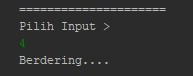 ======================
Pilih Input >
4
Berdering....